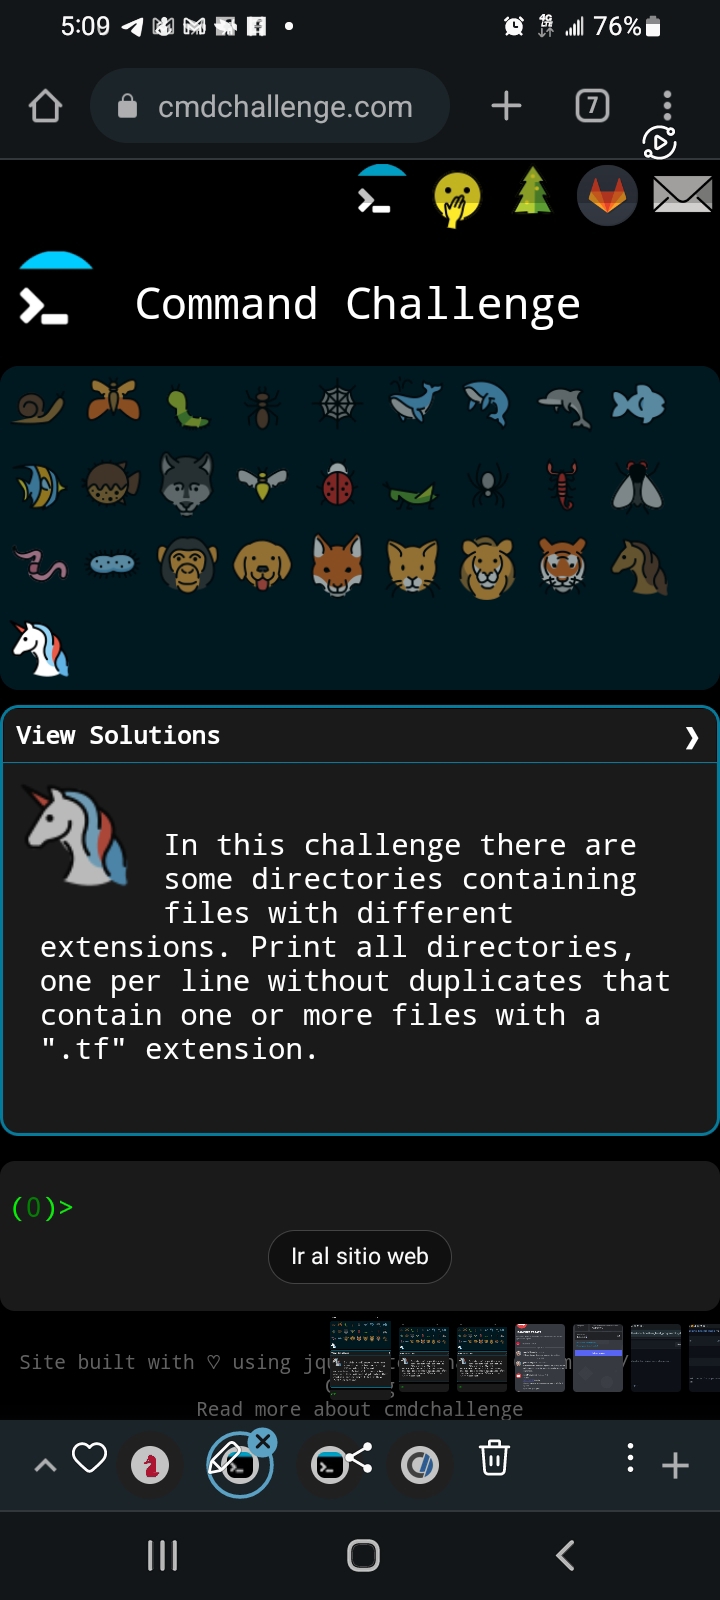 5:09
4G
76%
cmdchallenge.com
7
Command Challenge
View Solutions
In this challenge there are
some directories containing
files with different
extensions. Print all directories,
one per line without duplicates that
contain one or more files with a
".tf" extension.
(0)>
Ir al sitio web
Site built with ♡ using
Read more about cmdchallenge